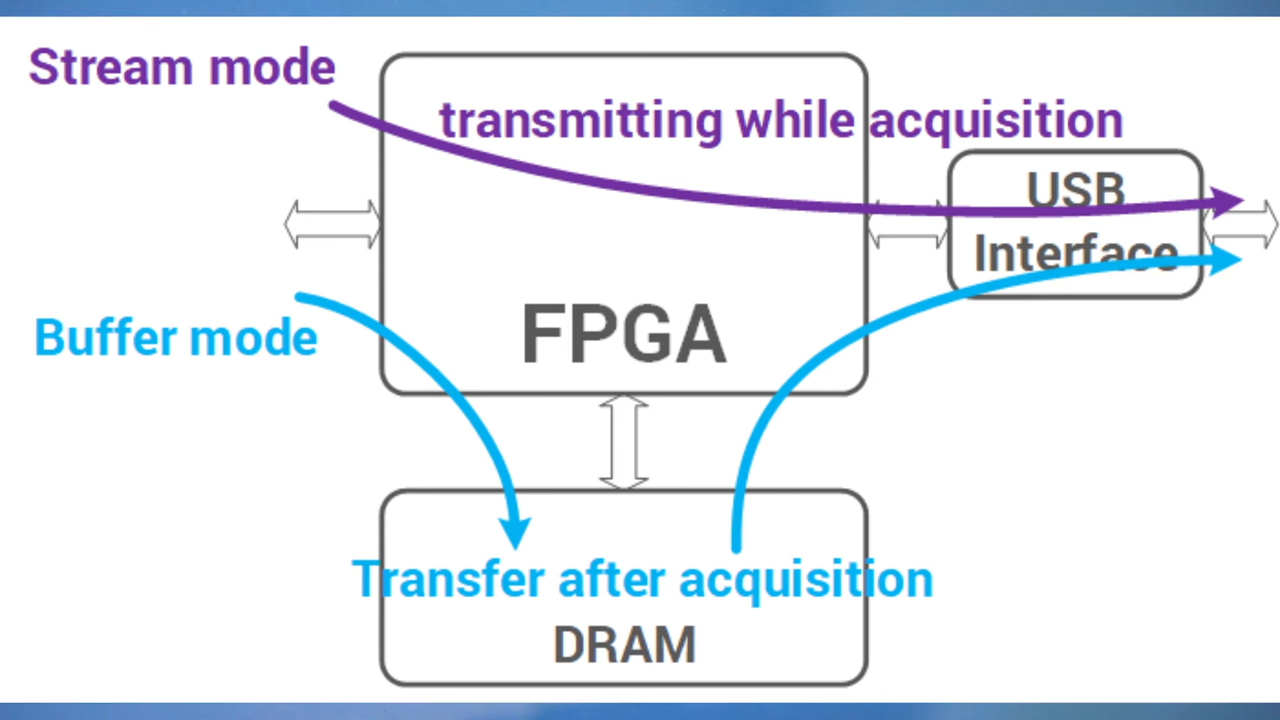 Stream mode
transmitting while acquisition
USB
Interface
FPGA
Buffer mode
Transfer after acquisition
DRAM